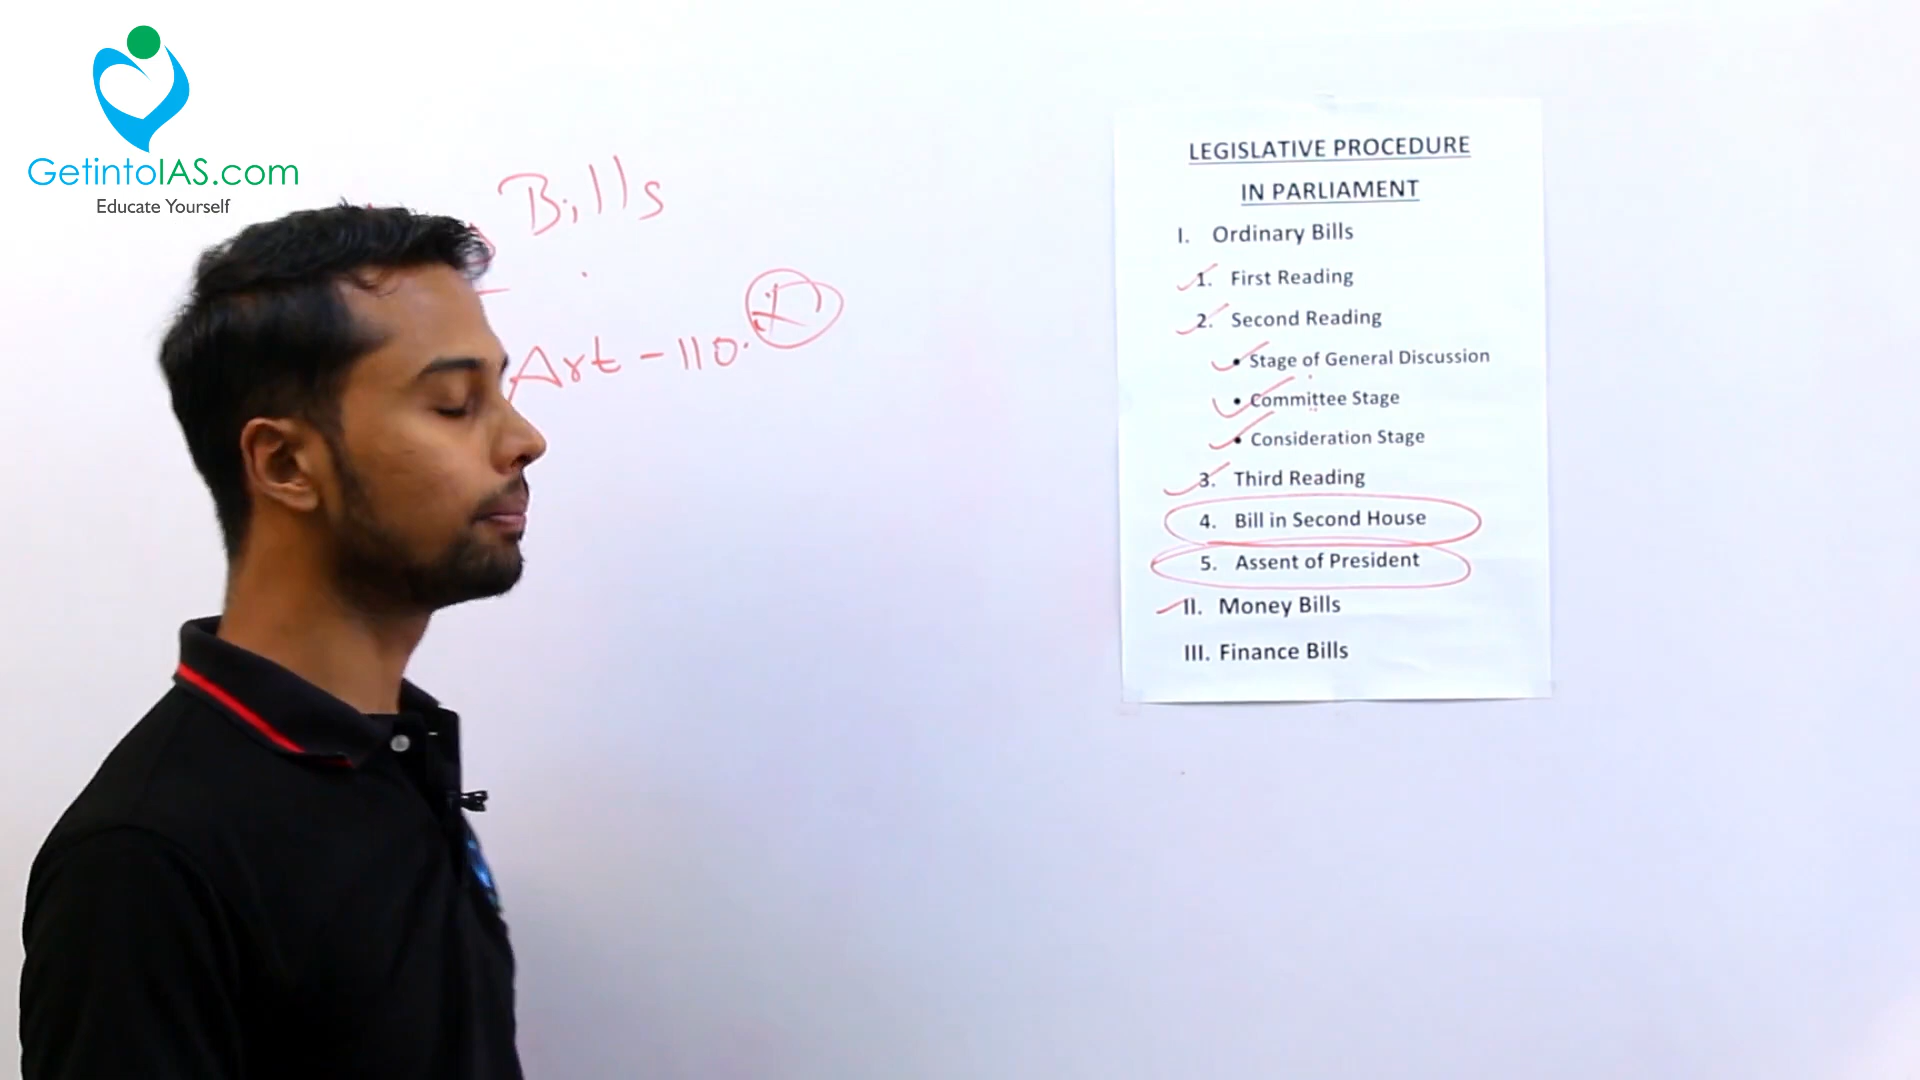 GetintoIAS.com
Educate Yourself
Bills
Art - 110.
LEGISLATIVE PROCEDURE
IN PARLIAMENT
I. Ordinary Bills
1. First Reading
2. Second Reading
• Stage of General Discussion
• Committee Stage
• Consideration Stage
3. Third Reading
4. Bill in Second House
5. Assent of President
II. Money Bills
III. Finance Bills